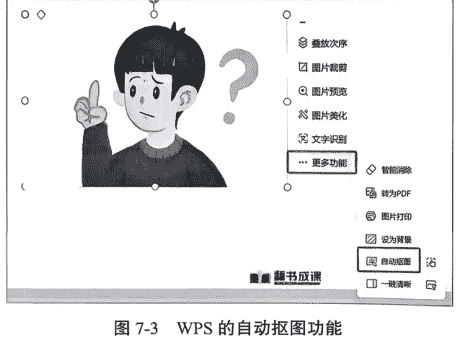 ?
叠放次序
图片裁剪
图片预览
图片美化
文字识别
更多功能
智能消除
转为PDF
图片打印
设为背景
自动抠图
一键清晰
翻书成课
图 7-3 WPS 的自动抠图功能